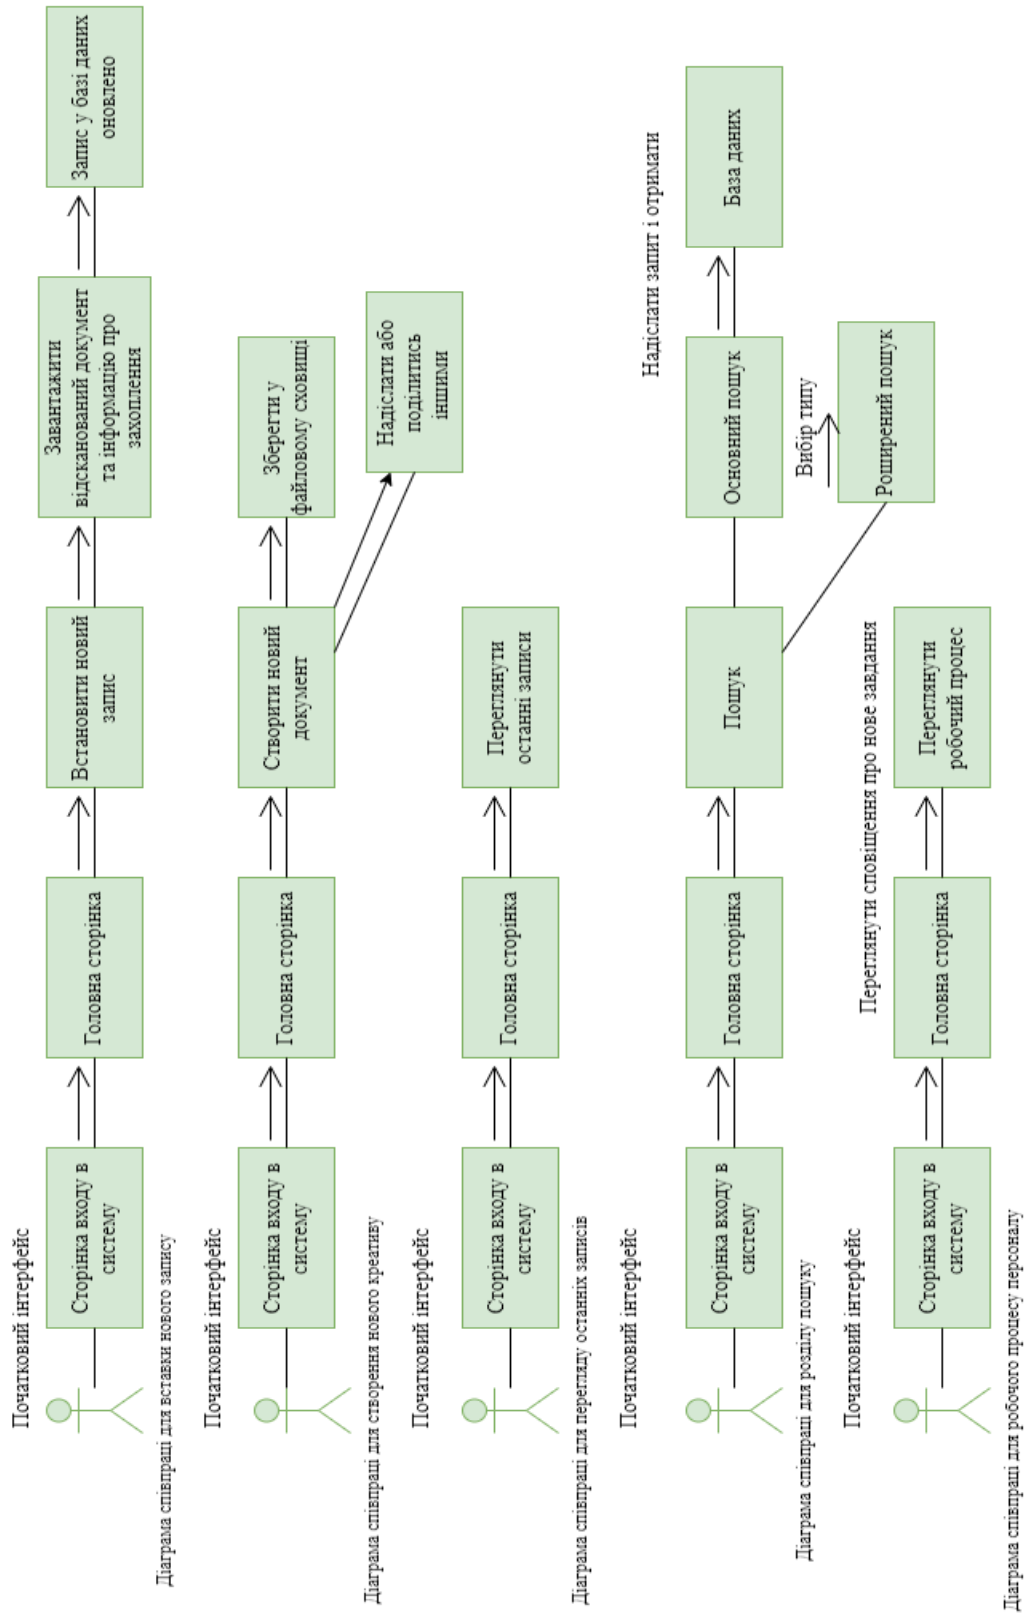 Початковий інтерфейс
Сторінка входу в
систему
Головна сторінка
Встановити новий
запис
Завантажити
відсканований документ
та інформацію про
захоплення
Запис у базі даних
оновлено
Діаграма співпраці для вставки нового запису
Початковий інтерфейс
Сторінка входу в
систему
Головна сторінка
Створити новий
документ
Зберегти у
файловому сховищі
Надіслати або
поділитись
іншими
Діаграма співпраці для створення нового креативу
Початковий інтерфейс
Сторінка входу в
систему
Головна сторінка
Переглянути
останні записи
Діаграма співпраці для перегляду останніх записів
Початковий інтерфейс
Сторінка входу в
систему
Головна сторінка
Пошук
Основний пошук
Надіслати запит і отримати
База даних
Вибір типу
Роширений пошук
Діаграма співпраці для розділу пошуку
Початковий інтерфейс
Сторінка входу в
систему
Головна сторінка
Переглянути сповіщення про нове завдання
Переглянути
робочий процес
Діаграма співпраці для робочого процесу персоналу